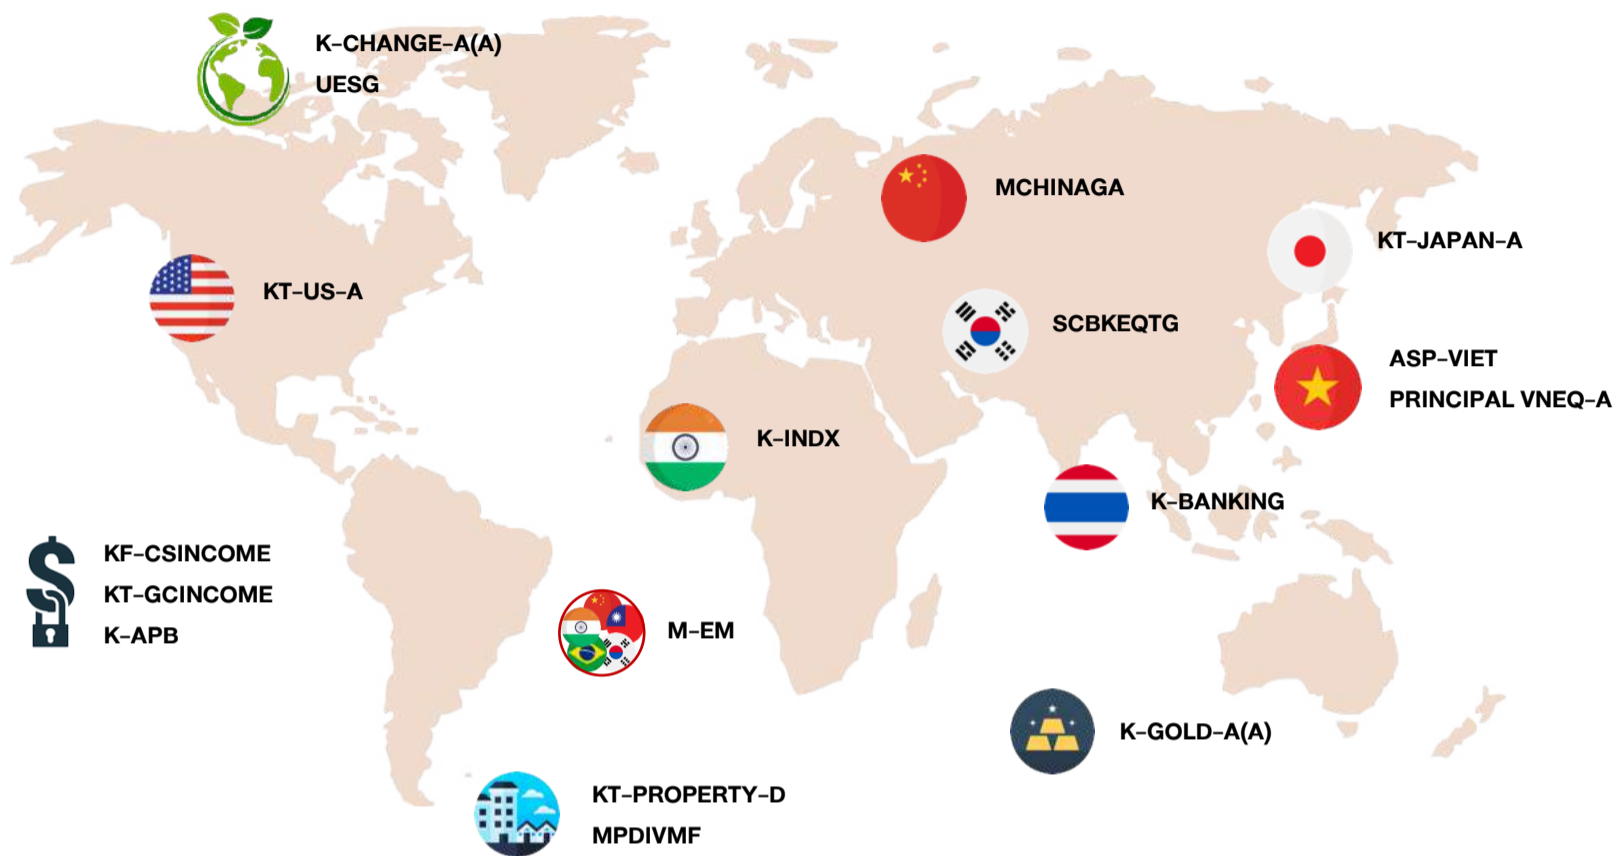 K-CHANGE-A(A)
UESG
MCHINAGA
KT-JAPAN-A
KT-US-A
SCBKEQTG
ASP-VIET
PRINCIPAL VNEQ-A
K-INDX
K-BANKING
KF-CSINCOME
KT-GCINCOME
K-APB
M-EM
K-GOLD-A(A)
KT-PROPERTY-D
MPDIVMF